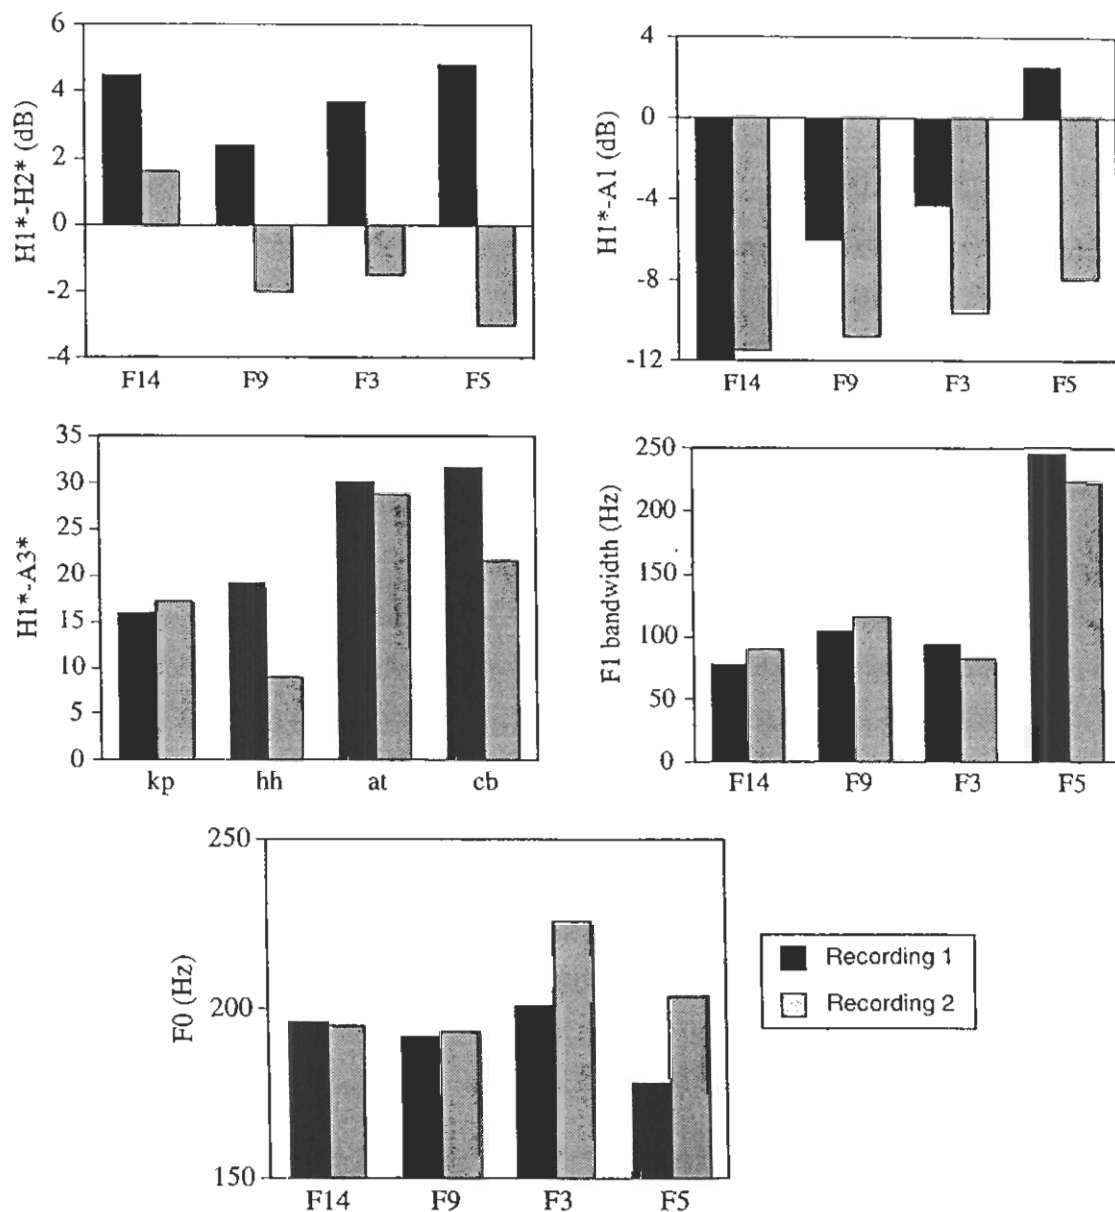 H1*-H2* (dB)
6
4
2
0
-2
-4
F14 F9 F3 F5
H1*-A1 (dB)
4
0
-4
-8
-12
F14 F9 F3 F5
H1*-A3*
35
30
25
20
15
10
5
0
kp hh at cb
F1 bandwidth (Hz)
250
200
150
100
50
0
F14 F9 F3 F5
F0 (Hz)
250
200
150
F14 F9 F3 F5
Recording 1
Recording 2